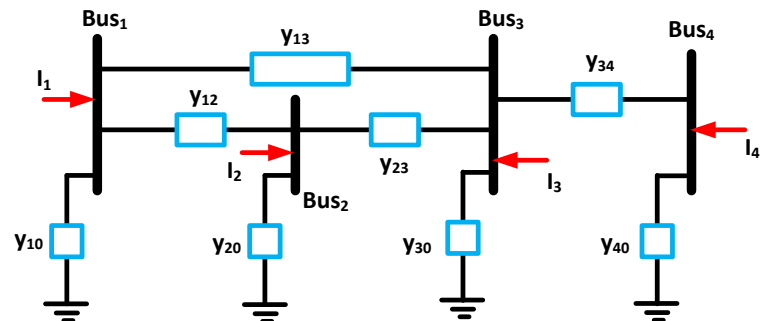 Bus₁
Bus₃
Bus₄
y₁₃
y₃₄
I₁
y₁₂
I₂
y₂₃
I₃
I₄
Bus₂
y₁₀
y₂₀
y₃₀
y₄₀